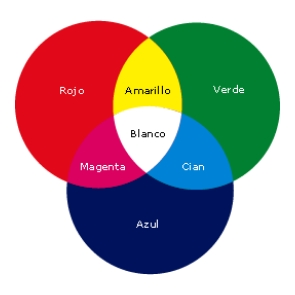 Rojo
Amarillo
Verde
Blanco
Magenta
Cian
Azul